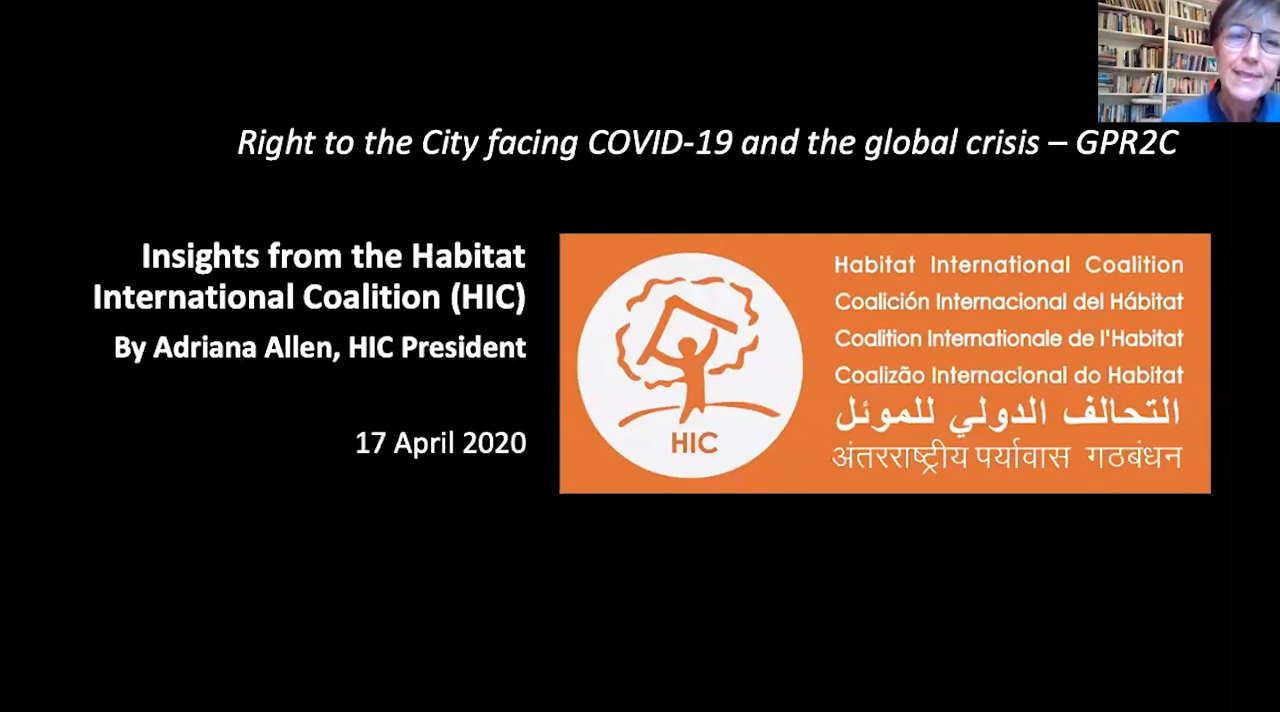 Right to the City facing COVID-19 and the global crisis – GPR2C
Insights from the Habitat
International Coalition (HIC)
By Adriana Allen, HIC President
17 April 2020
HIC
Habitat International Coalition
Coalición Internacional del Hábitat
Coalition Internationale de l'Habitat
Coalizão Internacional do Habitat
التحالف الدولي للموئل
अंतरराष्ट्रीय पर्यावास गठबंधन